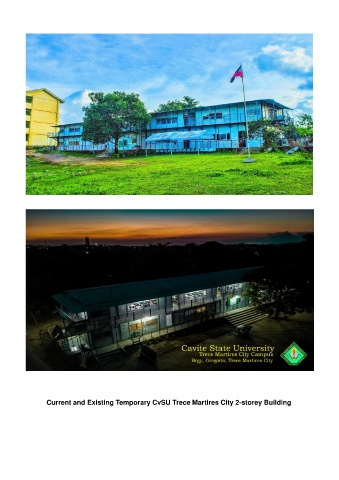 Cavite State University
Trece Martires City Campus
Brgy. Gregorio, Trece Martires City
Current and Existing Temporary CvSU Trece Martires City 2-storey Building